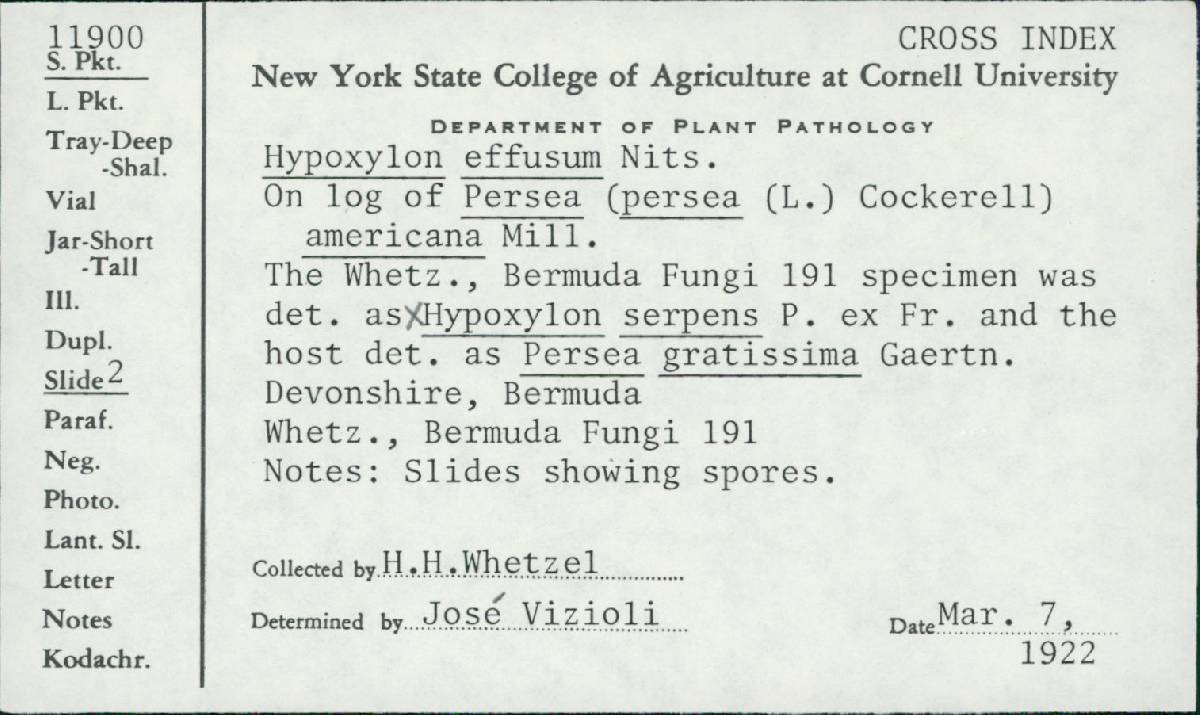 11900
S. Pkt.
L. Pkt.
Tray-Deep
-Shal.
Vial
Jar-Short
-Tall
Ill.
Dupl.
Slide 2
Paraf.
Neg.
Photo.
Lant. Sl.
Letter
Notes
Kodachr.
CROSS INDEX
New York State College of Agriculture at Cornell University
DEPARTMENT OF PLANT PATHOLOGY
Hypoxylon effusum Nits.
On log of Persea (persea (L.) Cockerell)
americana Mill.
The Whetz., Bermuda Fungi 191 specimen was
det. as Hypoxylon serpens P. ex Fr. and the
host det. as Persea gratissima Gaertn.
Devonshire, Bermuda
Whetz., Bermuda Fungi 191
Notes: Slides showing spores.
Collected by H.H.Whetzel
Determined by José Vizioli
Date Mar. 7,
1922